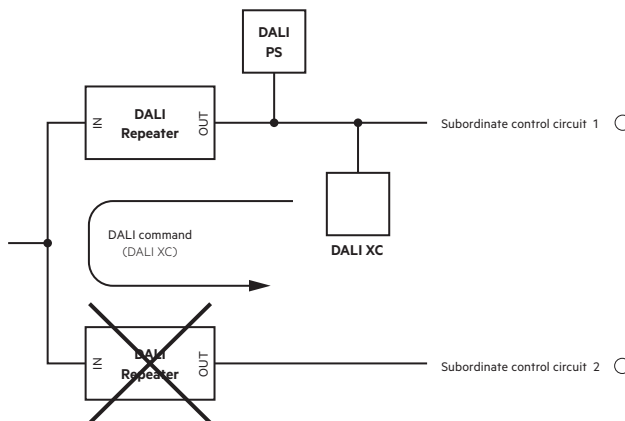 DALI
PS
IN
DALI
Repeater
OUT
Subordinate control circuit 1
DALI command
(DALI XC)
DALI XC
IN
DALI
Repeater
OUT
Subordinate control circuit 2